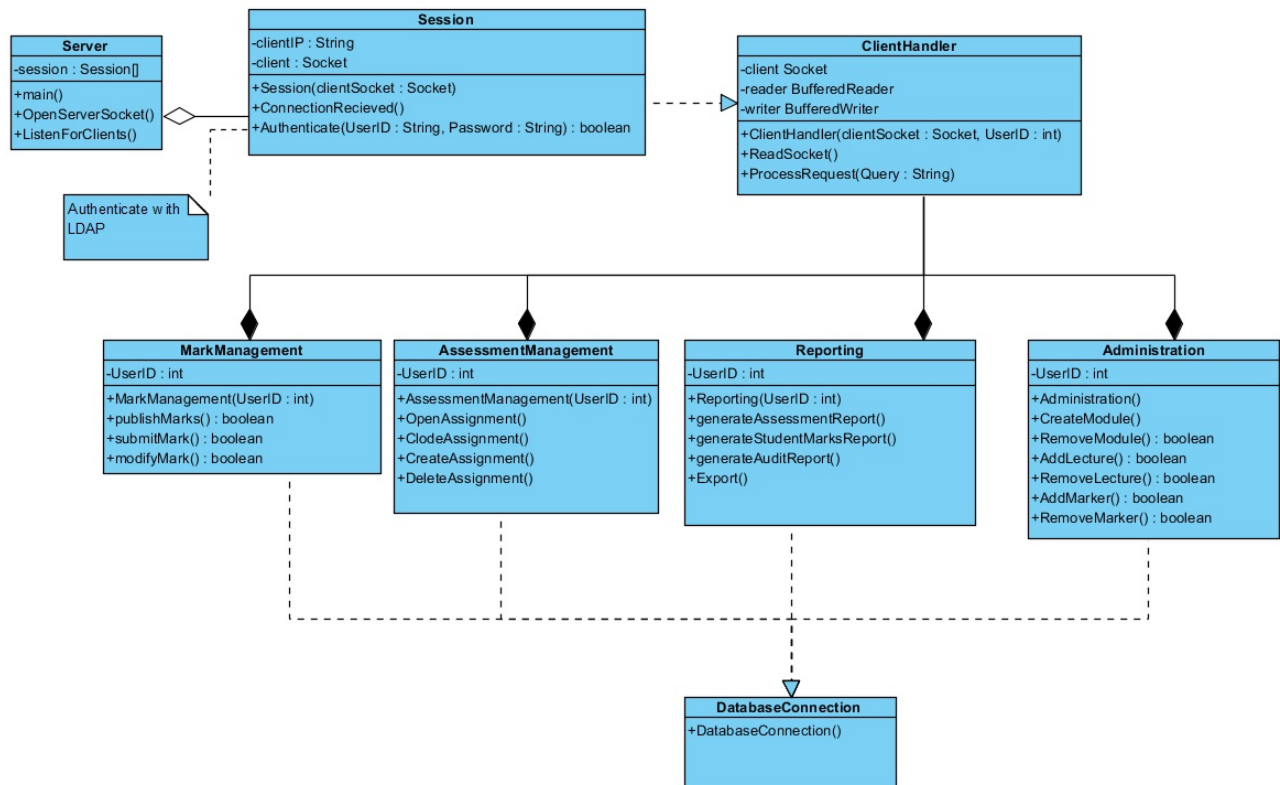 Server
-session : Session[]
+main()
+OpenServerSocket()
+ListenForClients()
Session
-clientIP : String
-client : Socket
+Session(clientSocket : Socket)
+ConnectionRecieved()
+Authenticate(UserID : String, Password : String) : boolean
ClientHandler
-client Socket
-reader BufferedReader
-writer BufferedWriter
+ClientHandler(clientSocket : Socket, UserID : int)
+ReadSocket()
+ProcessRequest(Query : String)
Authenticate with
LDAP
MarkManagement
-UserID : int
+MarkManagement(UserID : int)
+publishMarks() : boolean
+submitMark() : boolean
+modifyMark() : boolean
AssessmentManagement
-UserID : int
+AssessmentManagement(UserID : int)
+OpenAssignment()
+ClodeAssignment()
+CreateAssignment()
+DeleteAssignment()
Reporting
-UserID : int
+Reporting(UserID : int)
+generateAssessmentReport()
+generateStudentMarksReport()
+generateAuditReport()
+Export()
Administration
-UserID : int
+Administration()
+CreateModule()
+RemoveModule() : boolean
+AddLecture() : boolean
+RemoveLecture() : boolean
+AddMarker() : boolean
+RemoveMarker() : boolean
DatabaseConnection
+DatabaseConnection()